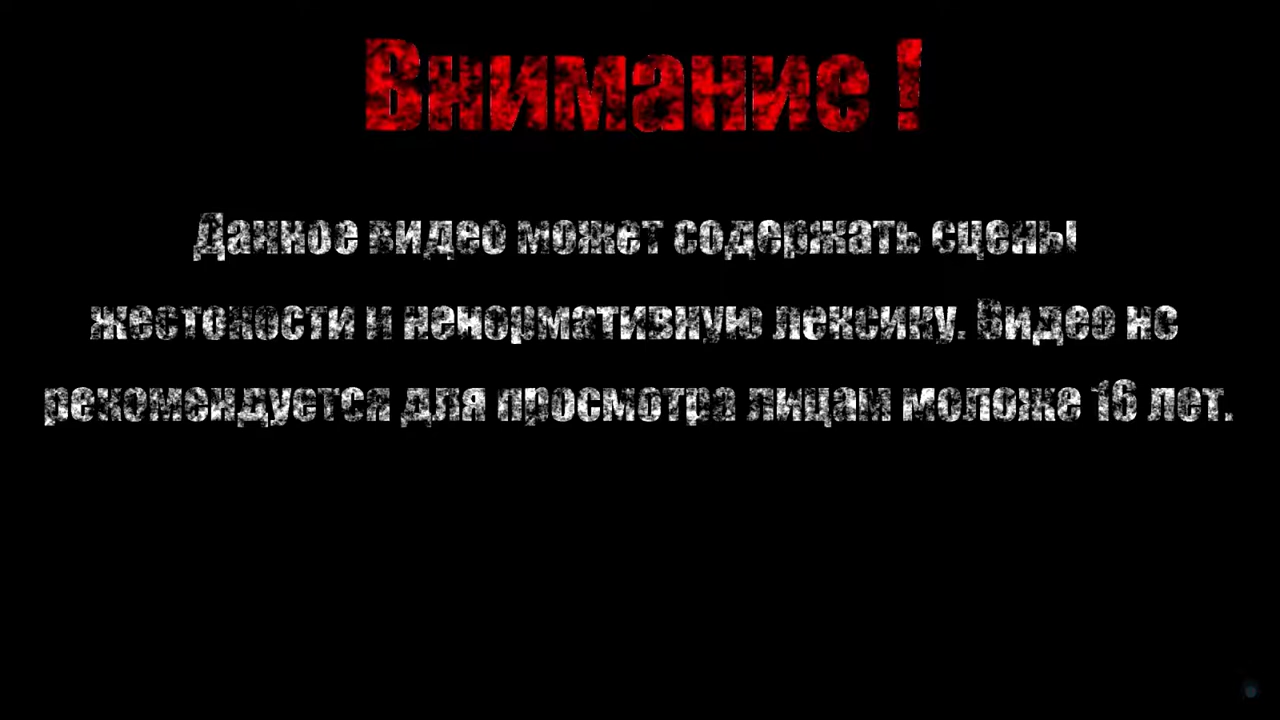 Внимание !
Данное видео может содержать сцены
жестокости и ненормативную лексику. Видео не
рекомендуется для просмотра лицам моложе 16 лет.